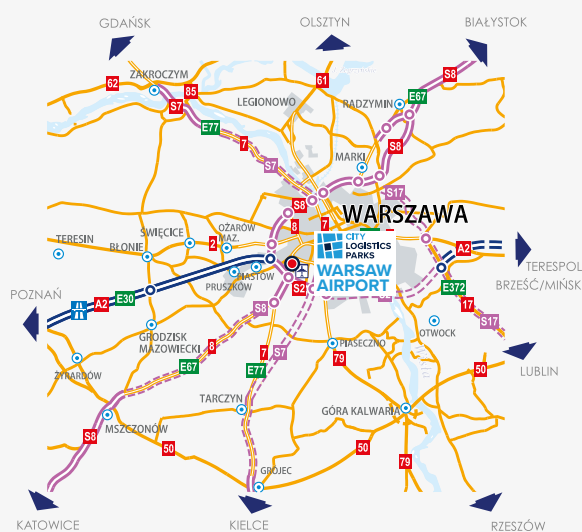 GDAŃSK
OLSZTYN
BIAŁYSTOK
ZAKROCZYM
62
85
61
S8
S7
LEGIONOWO
RADZYMIN
E67
E77
7
S8
MARKI
S7
S17
S8
WARSZAWA
OŻARÓW
MAZ.
ŚWIĘCICE
2
8
7
CITY
LOGISTICS
PARKS
WARSAW
AIRPORT
TERESIN
BŁONIE
A2
TERESPOL
BRZEŚĆ/MIŃSK
PIASTÓW
PRUSZKÓW
S2
E372
POZNAŃ
A2
E30
17
S8
S17
OTWOCK
GRODZISK
MAZOWIECKI
8
7
S7
PIASECZNO
79
E67
E77
LUBLIN
ŻYRARDÓW
50
TARCZYN
GÓRA KALWARIA
MSZCZONÓW
S8
50
50
79
GRÓJEC
KATOWICE
KIELCE
RZESZÓW